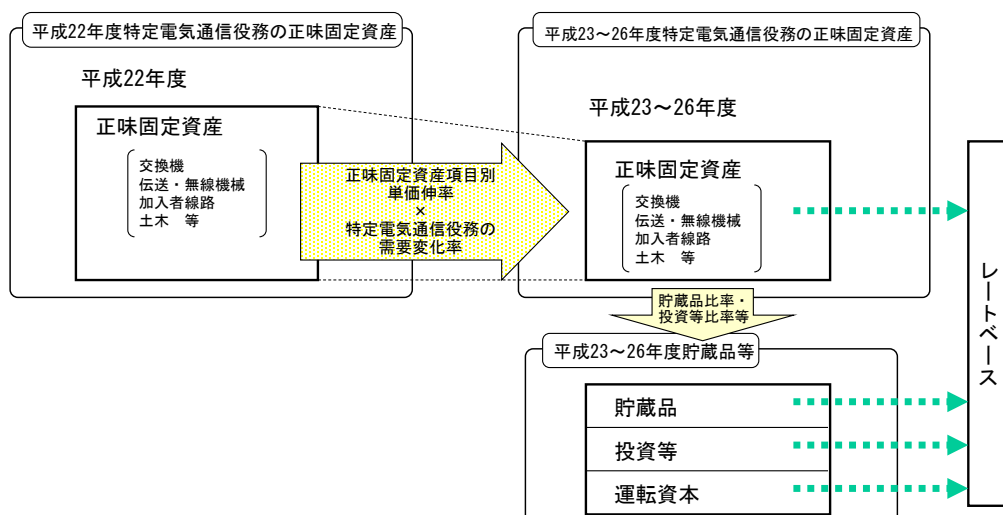 平成22年度特定電気通信役務の正味固定資産
平成22年度
正味固定資産
交換機
伝送・無線機械
加入者線路
土木　等
正味固定資産項目別
単価伸率
×
特定電気通信役務の
需要変化率
平成23～26年度特定電気通信役務の正味固定資産
平成23～26年度
正味固定資産
交換機
伝送・無線機械
加入者線路
土木　等
貯蔵品比率・
投資等比率等
平成23～26年度貯蔵品等
貯蔵品
投資等
運転資本
レートベース